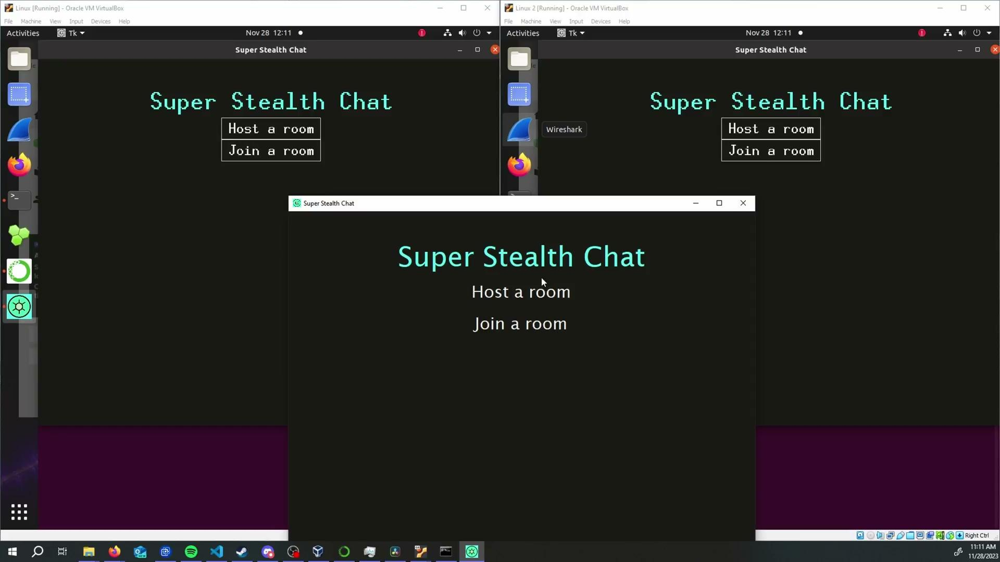 Linux [Running] - Oracle VM VirtualBox
File Machine View Input Devices Help
Activities Tk Nov 28 12:11
Super Stealth Chat
Super Stealth Chat
Host a room
Join a room
Linux 2 [Running] - Oracle VM VirtualBox
File Machine View Input Devices Help
Activities Tk Nov 28 12:11
Super Stealth Chat
Super Stealth Chat
Host a room
Wireshark
Join a room
Super Stealth Chat
Super Stealth Chat
Host a room
Join a room
Right Ctrl
11:11 AM
11/28/2023